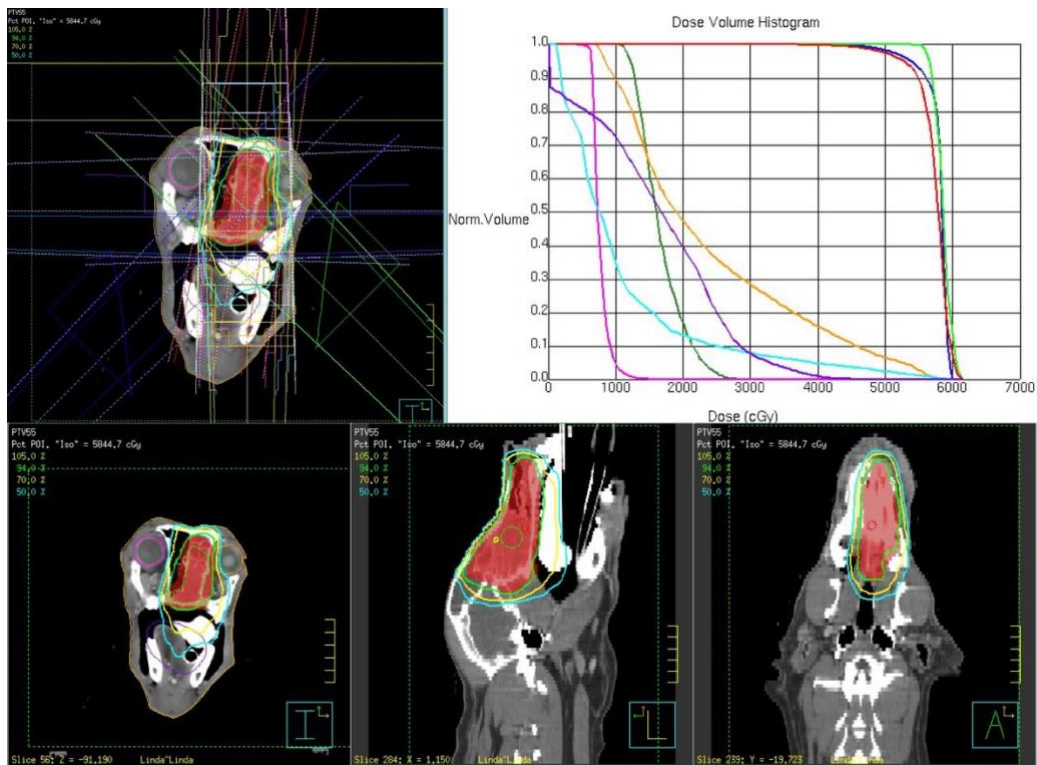 PTV55
Pct POI. "Iso" = 5844.7 cGy
105.0 %
94.0 %
70.0 %
50.0 %
I
Dose Volume Histogram
1.0
0.9
0.8
0.7
0.6
0.5
0.4
0.3
0.2
0.1
0.0
Norm.Volume
0 1000 2000 3000 4000 5000 6000 7000
Dose (cGy)
PTV55
Pct POI. "Iso" = 5844.7 cGy
105.0 %
94.0 %
70.0 %
50.0 %
I
Slice 56: Z = -91.190 Linda^Linda
PTV55
Pct POI. "Iso" = 5844.7 cGy
105.0 %
94.0 %
70.0 %
50.0 %
L
Slice 284: X = 1.150 Linda^Linda
PTV55
Pct POI. "Iso" = 5844.7 cGy
105.0 %
94.0 %
70.0 %
50.0 %
A
Slice 239: Y = -19.723